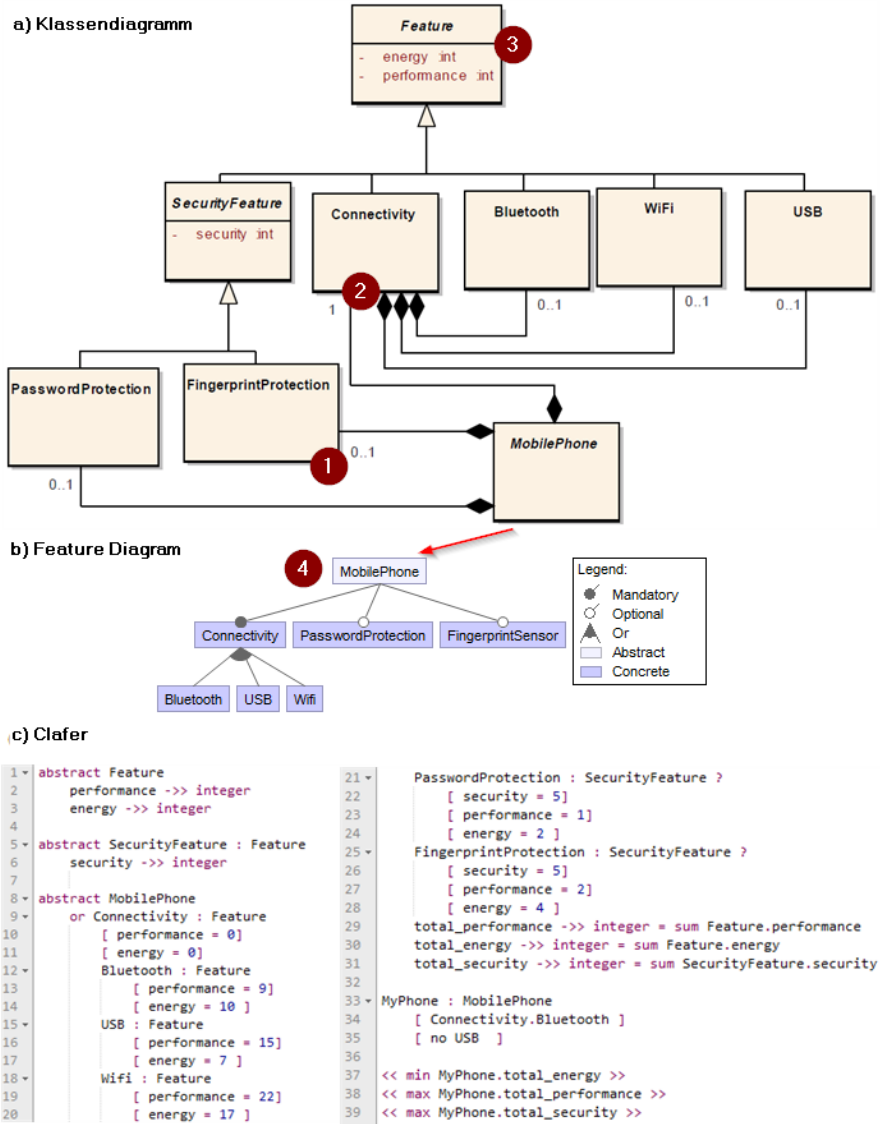 a) Klassendiagramm
Feature
- energy :int
- performance :int
3
SecurityFeature
- security :int
Connectivity
Bluetooth
WiFi
USB
2
1
0..1
0..1
0..1
PasswordProtection
FingerprintProtection
MobilePhone
1
0..1
0..1
b) Feature Diagram
4
MobilePhone
Connectivity
PasswordProtection
FingerprintSensor
Bluetooth
USB
Wifi
Legend:
Mandatory
Optional
Or
Abstract
Concrete
c) Clafer
1 abstract Feature
2 performance ->> integer
3 energy ->> integer
4
5 abstract SecurityFeature : Feature
6 security ->> integer
7
8 abstract MobilePhone
9 or Connectivity : Feature
10 [ performance = 0]
11 [ energy = 0]
12 Bluetooth : Feature
13 [ performance = 9]
14 [ energy = 10 ]
15 USB : Feature
16 [ performance = 15]
17 [ energy = 7 ]
18 Wifi : Feature
19 [ performance = 22]
20 [ energy = 17 ]
21 PasswordProtection : SecurityFeature ?
22 [ security = 5]
23 [ performance = 1]
24 [ energy = 2 ]
25 FingerprintProtection : SecurityFeature ?
26 [ security = 5]
27 [ performance = 2]
28 [ energy = 4 ]
29 total_performance ->> integer = sum Feature.performance
30 total_energy ->> integer = sum Feature.energy
31 total_security ->> integer = sum SecurityFeature.security
32
33 MyPhone : MobilePhone
34 [ Connectivity.Bluetooth ]
35 [ no USB  ]
36
37 << min MyPhone.total_energy >>
38 << max MyPhone.total_performance >>
39 << max MyPhone.total_security >>